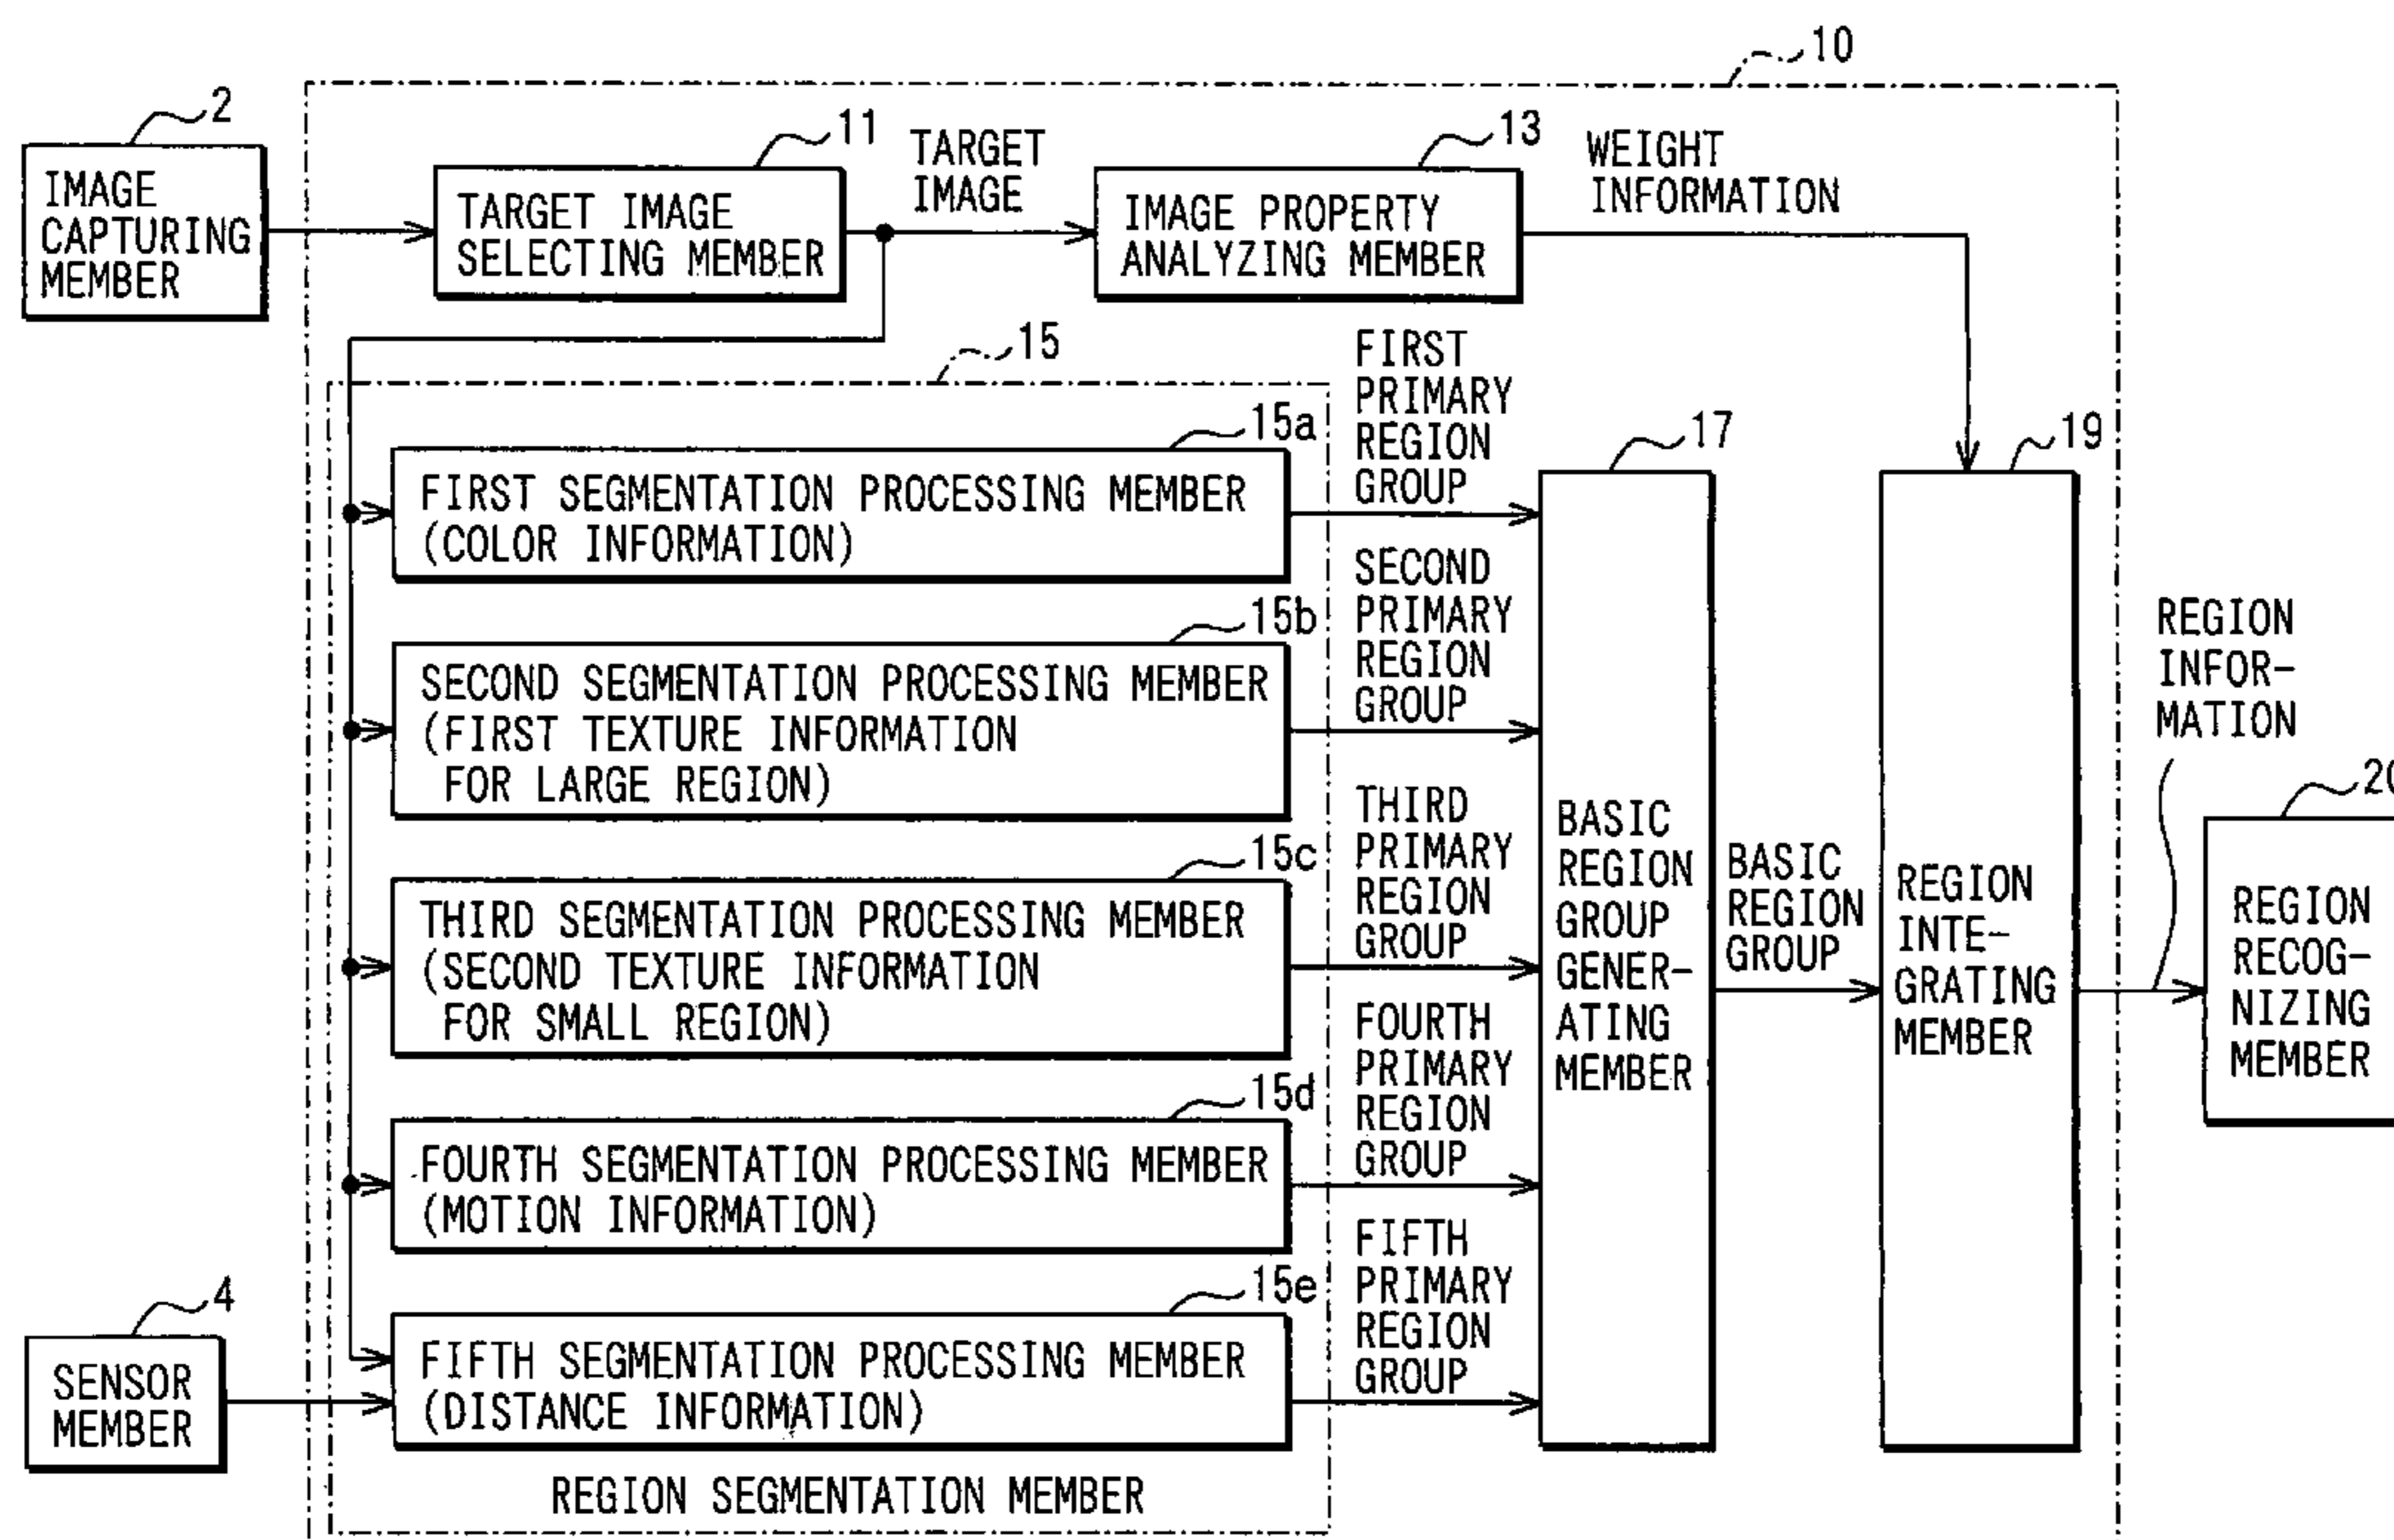 10
2
IMAGE
CAPTURING
MEMBER
11
TARGET IMAGE
SELECTING MEMBER
TARGET
IMAGE
13
IMAGE PROPERTY
ANALYZING MEMBER
WEIGHT
INFORMATION
15
15a
FIRST SEGMENTATION PROCESSING MEMBER
(COLOR INFORMATION)
15b
SECOND SEGMENTATION PROCESSING MEMBER
(FIRST TEXTURE INFORMATION
FOR LARGE REGION)
15c
THIRD SEGMENTATION PROCESSING MEMBER
(SECOND TEXTURE INFORMATION
FOR SMALL REGION)
15d
FOURTH SEGMENTATION PROCESSING MEMBER
(MOTION INFORMATION)
4
SENSOR
MEMBER
15e
FIFTH SEGMENTATION PROCESSING MEMBER
(DISTANCE INFORMATION)
REGION SEGMENTATION MEMBER
FIRST
PRIMARY
REGION
GROUP
SECOND
PRIMARY
REGION
GROUP
THIRD
PRIMARY
REGION
GROUP
FOURTH
PRIMARY
REGION
GROUP
FIFTH
PRIMARY
REGION
GROUP
17
BASIC
REGION
GROUP
GENER-
ATING
MEMBER
BASIC
REGION
GROUP
19
REGION
INTE-
GRATING
MEMBER
REGION
INFOR-
MATION
20
REGION
RECOG-
NIZING
MEMBER